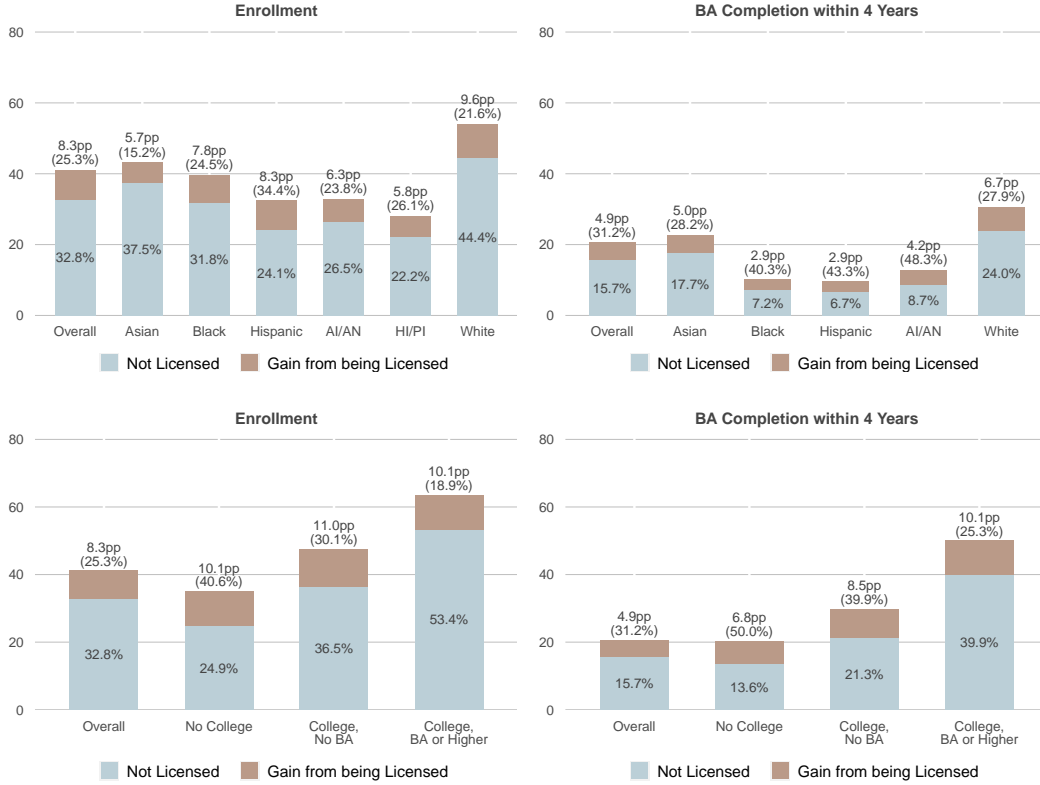 Enrollment
80
60
40
20
0
8.3pp
(25.3%)
32.8%
5.7pp
(15.2%)
37.5%
7.8pp
(24.5%)
31.8%
8.3pp
(34.4%)
24.1%
6.3pp
(23.8%)
26.5%
5.8pp
(26.1%)
22.2%
9.6pp
(21.6%)
44.4%
Overall Asian Black Hispanic AI/AN HI/PI White
Not Licensed Gain from being Licensed
BA Completion within 4 Years
80
60
40
20
0
4.9pp
(31.2%)
15.7%
5.0pp
(28.2%)
17.7%
2.9pp
(40.3%)
7.2%
2.9pp
(43.3%)
6.7%
4.2pp
(48.3%)
8.7%
6.7pp
(27.9%)
24.0%
Overall Asian Black Hispanic AI/AN White
Not Licensed Gain from being Licensed
Enrollment
80
60
40
20
0
8.3pp
(25.3%)
32.8%
10.1pp
(40.6%)
24.9%
11.0pp
(30.1%)
36.5%
10.1pp
(18.9%)
53.4%
Overall No College College, College,
No BA BA or Higher
Not Licensed Gain from being Licensed
BA Completion within 4 Years
80
60
40
20
0
4.9pp
(31.2%)
15.7%
6.8pp
(50.0%)
13.6%
8.5pp
(39.9%)
21.3%
10.1pp
(25.3%)
39.9%
Overall No College College, College,
No BA BA or Higher
Not Licensed Gain from being Licensed